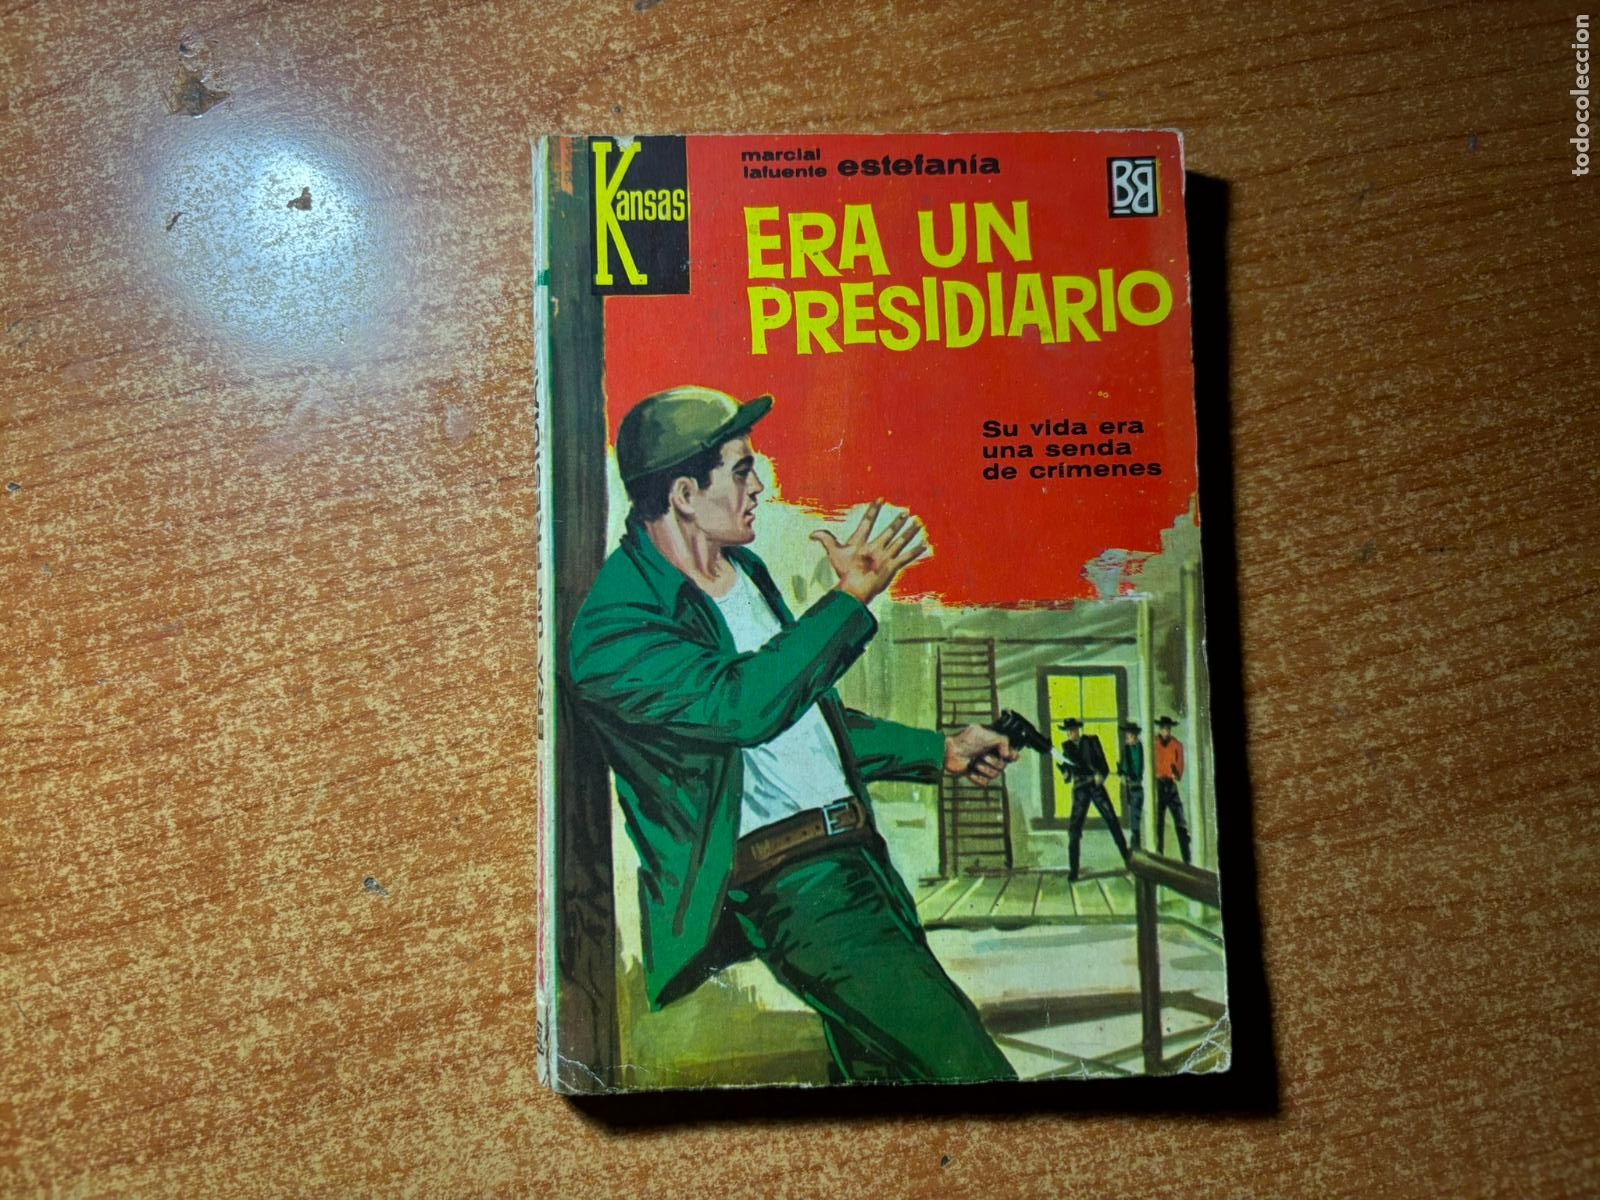 Kansas
marcial
lafuente estefanía
BB
ERA UN
PRESIDIARIO
Su vida era
una senda
de crímenes
ERA UN PRESIDIARIO
todocoleccion